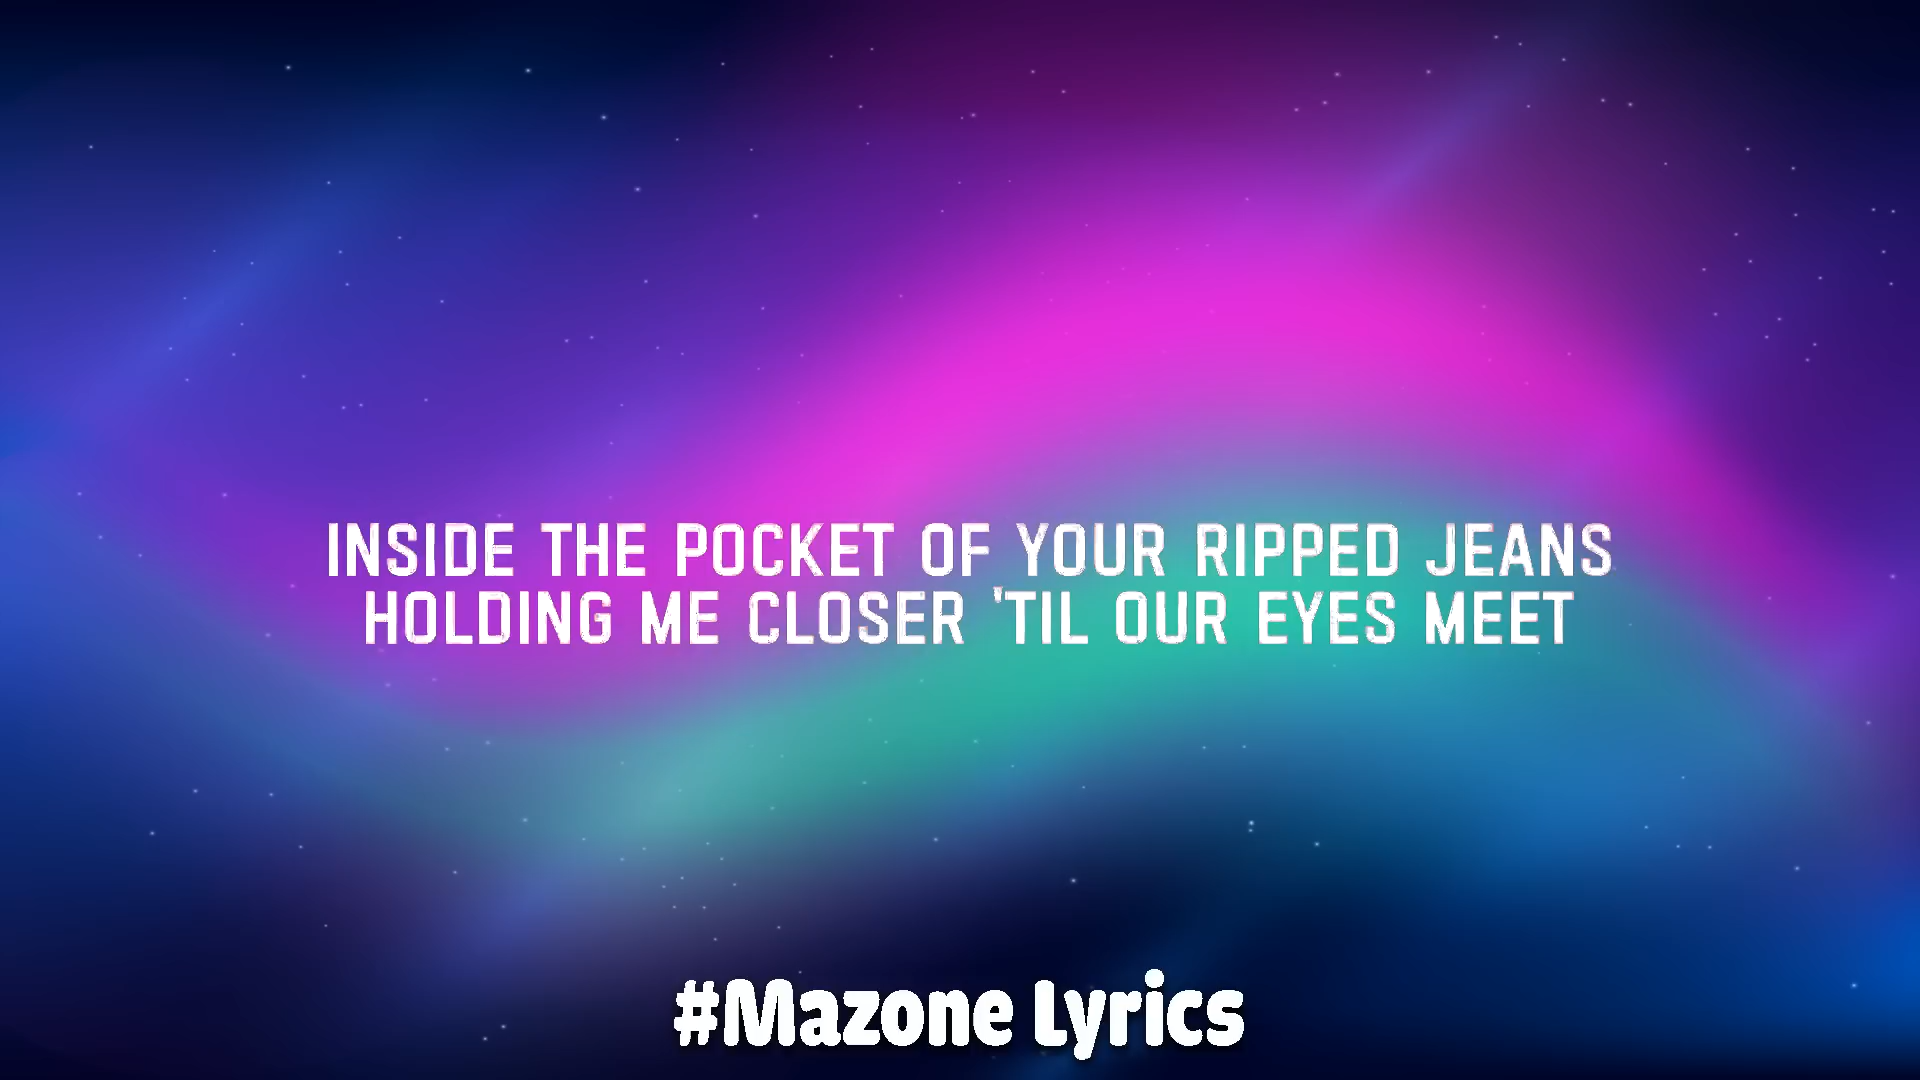 INSIDE THE POCKET OF YOUR RIPPED JEANS
HOLDING ME CLOSER 'TIL OUR EYES MEET
#Mazone Lyrics